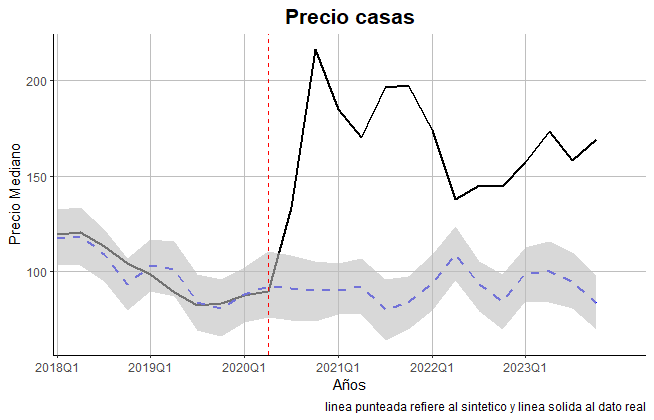 Precio casas
Precio Mediano
200
150
100
2018Q1 2019Q1 2020Q1 2021Q1 2022Q1 2023Q1
Años
linea punteada refiere al sintetico y linea solida al dato real